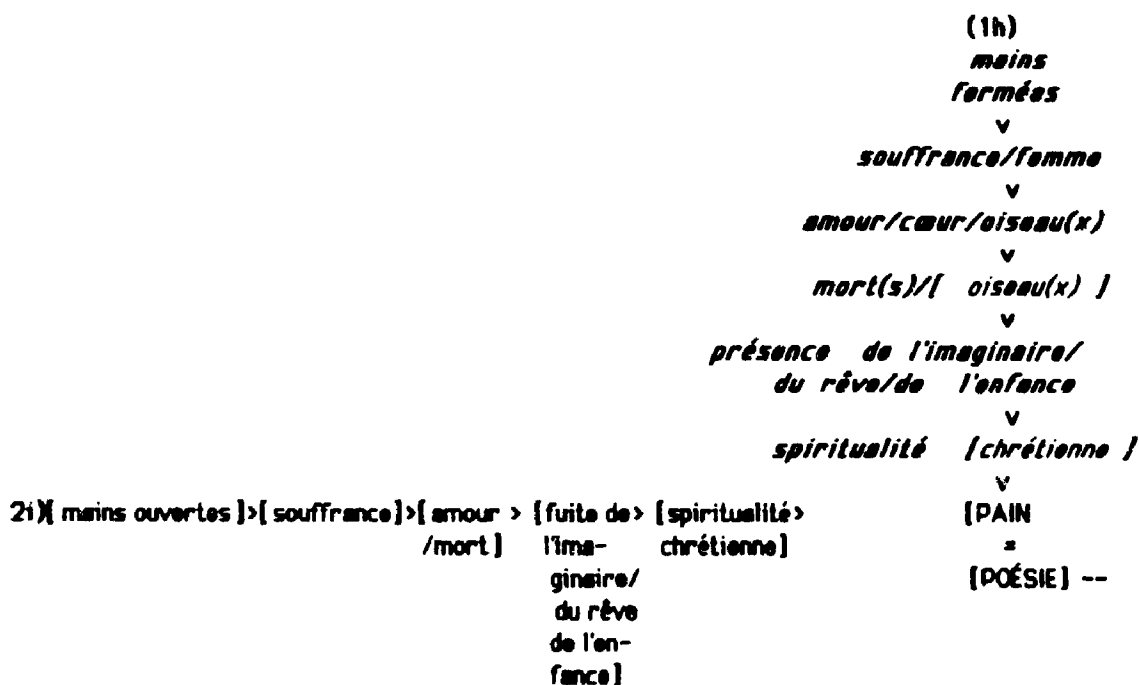 (1h)
mains
fermées
v
souffrance/femme
v
amour/cœur/oiseau(x)
v
mort(s)/[ oiseau(x) ]
v
présence de l'imaginaire/
du rêve/de l'enfance
v
spiritualité [chrétienne ]
v
2i)[ mains ouvertes ]>[ souffrance]>[ amour > [fuite de> [spiritualité> [PAIN
/mort] l'ima- chrétienne] =
ginaire/ [POÉSIE] --
du rêve
de l'en-
fance]